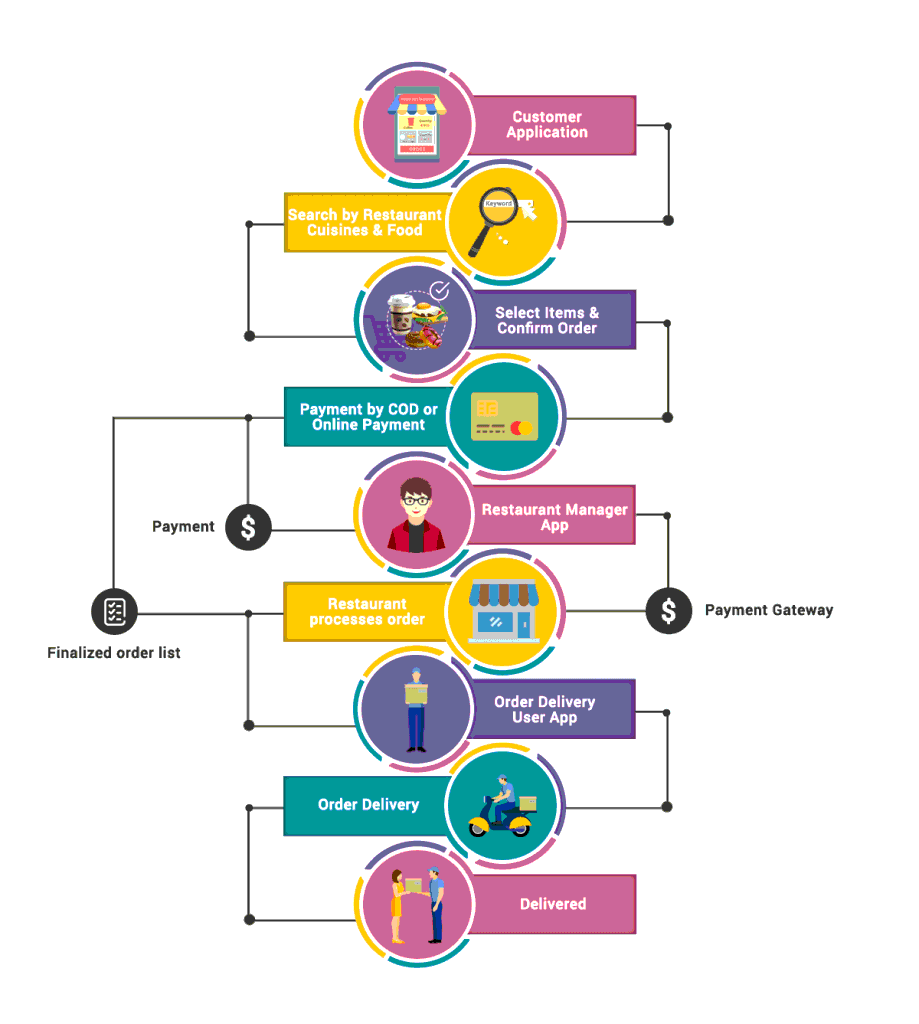 Customer
Application
Keyword
Search by Restaurant
Cuisines & Food
Select Items &
Confirm Order
Payment by COD or
Online Payment
Restaurant Manager
App
Payment
$
Restaurant
processes order
$
Payment Gateway
Finalized order list
Order Delivery
User App
Order Delivery
Delivered